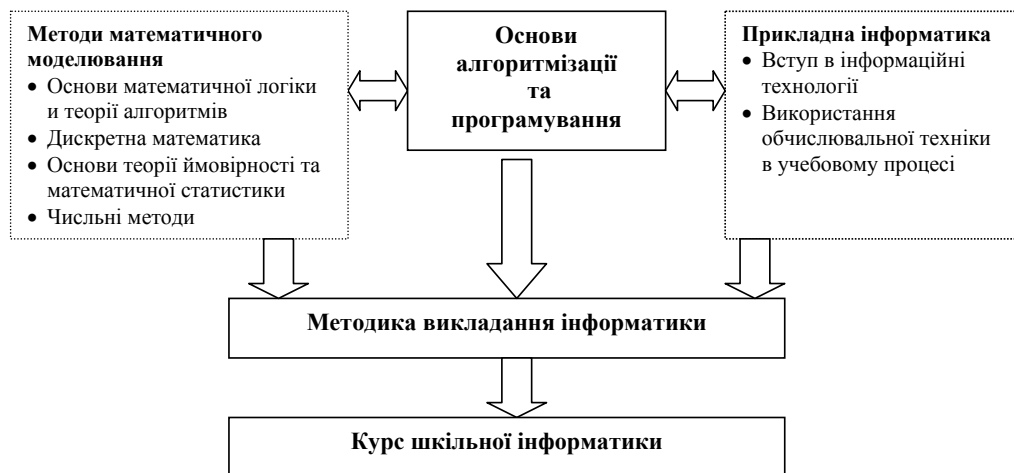 Методи математичного
моделювання
• Основи математичної логіки
и теорії алгоритмів
• Дискретна математика
• Основи теорії ймовірності та
математичної статистики
• Числьні методи
Основи
алгоритмізації
та
програмування
Прикладна інформатика
• Вступ в інформаційні
технології
• Використання
обчислювальної техніки
в учебовому процесі
Методика викладання інформатики
Курс шкільної інформатики